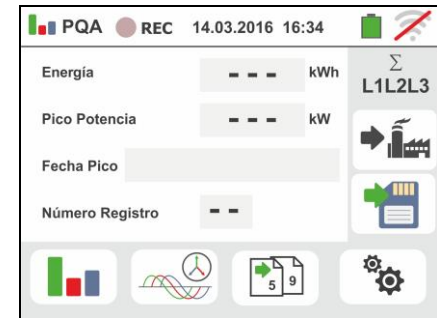 PQA REC 14.03.2016 16:34
Energía --- kWh
Σ
L1L2L3
Pico Potencia --- kW
Fecha Pico
Número Registro --
5 9